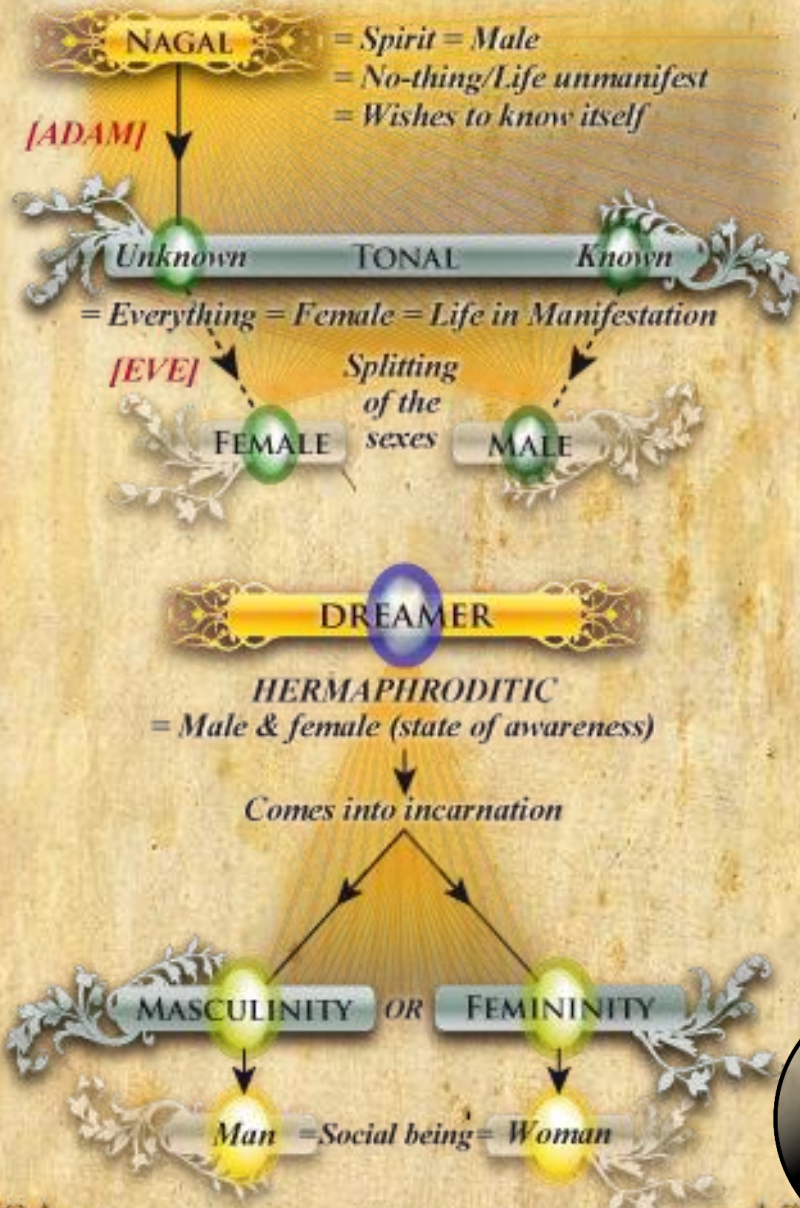 NAGAL
= Spirit = Male
= No-thing/Life unmanifest
= Wishes to know itself
[ADAM]
Unknown TONAL Known
= Everything = Female = Life in Manifestation
[EVE]
Splitting
of the
sexes
FEMALE MALE
DREAMER
HERMAPHRODITIC
= Male & female (state of awareness)
Comes into incarnation
MASCULINITY OR FEMININITY
Man =Social being= Woman